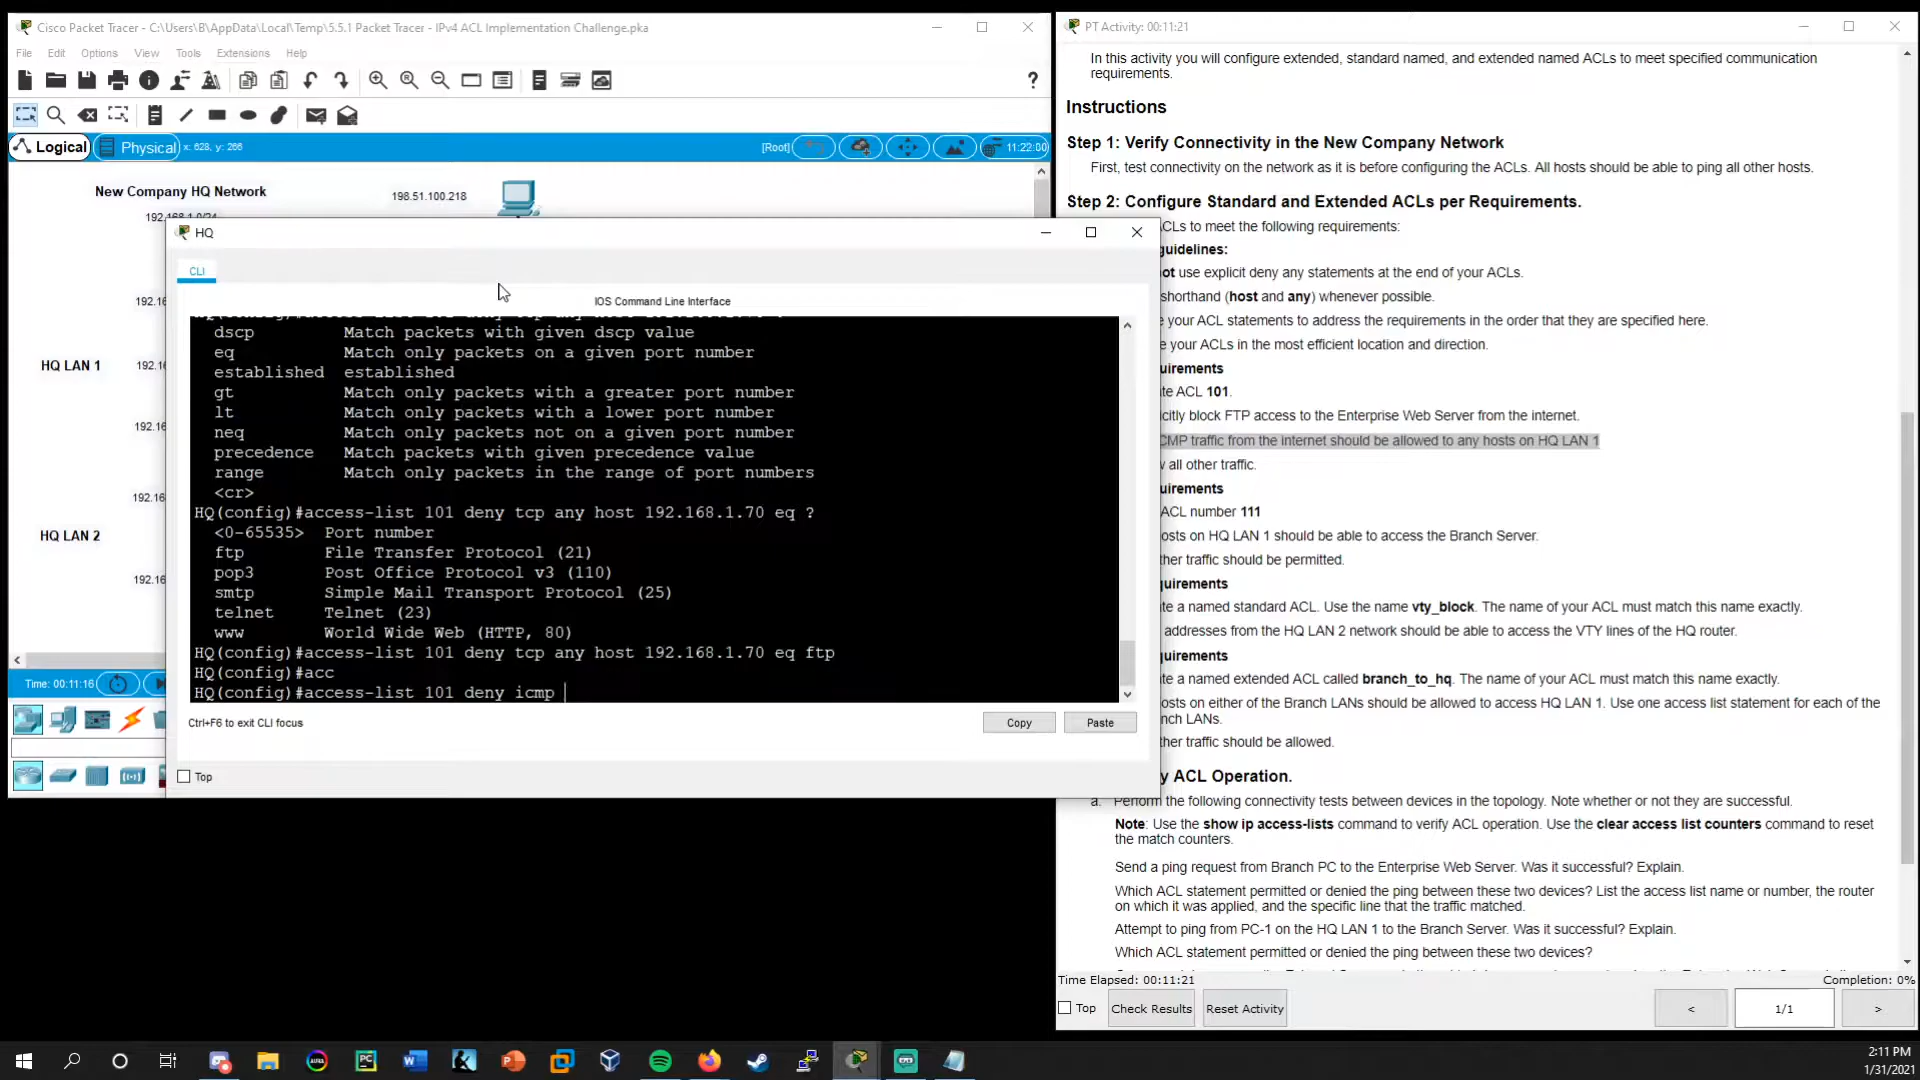 Cisco Packet Tracer - C:\Users\B\AppData\Local\Temp\5.5.1 Packet Tracer - IPv4 ACL Implementation Challenge.pka
File Edit Options View Tools Extensions Help
?
Logical Physical x: 628, y: 266 [Root] 11:22:00
New Company HQ Network 198.51.100.218
192.168.1.0/24
HQ
CLI
IOS Command Line Interface
192.16
HQ LAN 1 192.16
192.16
192.16
HQ LAN 2
192.16
dscp Match packets with given dscp value
eq Match only packets on a given port number
established established
gt Match only packets with a greater port number
lt Match only packets with a lower port number
neq Match only packets not on a given port number
precedence Match packets with given precedence value
range Match only packets in the range of port numbers
<cr>
HQ(config)#access-list 101 deny tcp any host 192.168.1.70 eq ?
<0-65535> Port number
ftp File Transfer Protocol (21)
pop3 Post Office Protocol v3 (110)
smtp Simple Mail Transport Protocol (25)
telnet Telnet (23)
www World Wide Web (HTTP, 80)
HQ(config)#access-list 101 deny tcp any host 192.168.1.70 eq ftp
HQ(config)#acc
HQ(config)#access-list 101 deny icmp
Ctrl+F6 to exit CLI focus Copy Paste
Top
Time: 00:11:16
PT Activity: 00:11:21
In this activity you will configure extended, standard named, and extended named ACLs to meet specified communication
requirements.
Instructions
Step 1: Verify Connectivity in the New Company Network
First, test connectivity on the network as it is before configuring the ACLs. All hosts should be able to ping all other hosts.
Step 2: Configure Standard and Extended ACLs per Requirements.
CLs to meet the following requirements:
guidelines:
ot use explicit deny any statements at the end of your ACLs.
shorthand (host and any) whenever possible.
e your ACL statements to address the requirements in the order that they are specified here.
e your ACLs in the most efficient location and direction.
uirements
te ACL 101.
icitly block FTP access to the Enterprise Web Server from the internet.
CMP traffic from the internet should be allowed to any hosts on HQ LAN 1
v all other traffic.
uirements
ACL number 111
osts on HQ LAN 1 should be able to access the Branch Server.
ther traffic should be permitted.
uirements
te a named standard ACL. Use the name vty_block. The name of your ACL must match this name exactly.
addresses from the HQ LAN 2 network should be able to access the VTY lines of the HQ router.
uirements
te a named extended ACL called branch_to_hq. The name of your ACL must match this name exactly.
osts on either of the Branch LANs should be allowed to access HQ LAN 1. Use one access list statement for each of the
nch LANs.
ther traffic should be allowed.
y ACL Operation.
a. Perform the following connectivity tests between devices in the topology. Note whether or not they are successful.
Note: Use the show ip access-lists command to verify ACL operation. Use the clear access list counters command to reset
the match counters.
Send a ping request from Branch PC to the Enterprise Web Server. Was it successful? Explain.
Which ACL statement permitted or denied the ping between these two devices? List the access list name or number, the router
on which it was applied, and the specific line that the traffic matched.
Attempt to ping from PC-1 on the HQ LAN 1 to the Branch Server. Was it successful? Explain.
Which ACL statement permitted or denied the ping between these two devices?
Time Elapsed: 00:11:21 Completion: 0%
Top Check Results Reset Activity < 1/1 >
2:11 PM
1/31/2021